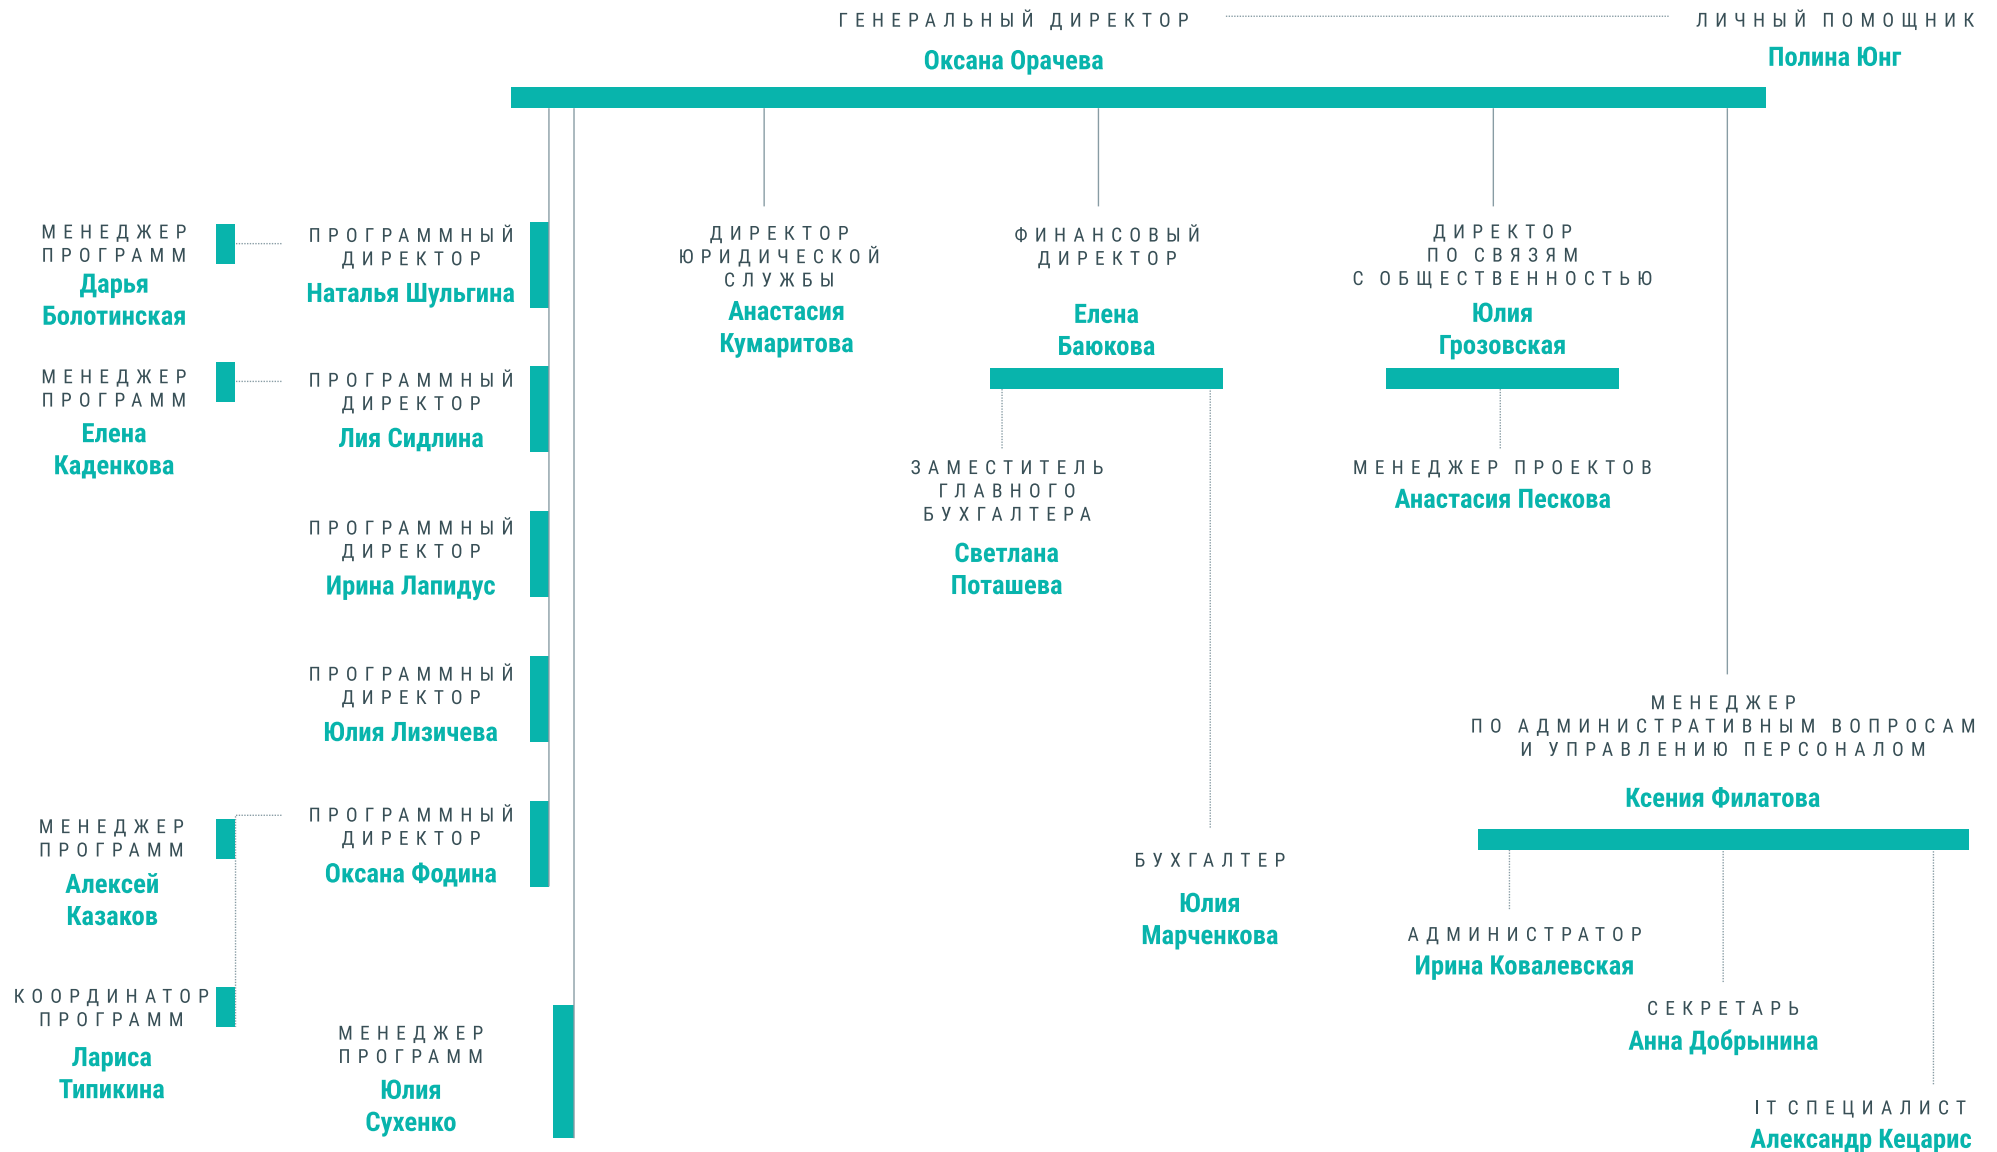 ГЕНЕРАЛЬНЫЙ ДИРЕКТОР
Оксана Орачева
ЛИЧНЫЙ ПОМОЩНИК
Полина Юнг
МЕНЕДЖЕР
ПРОГРАММ
Дарья
Болотинская
ПРОГРАММНЫЙ
ДИРЕКТОР
Наталья Шульгина
ДИРЕКТОР
ЮРИДИЧЕСКОЙ
СЛУЖБЫ
Анастасия
Кумаритова
ФИНАНСОВЫЙ
ДИРЕКТОР
Елена
Баюкова
ДИРЕКТОР
ПО СВЯЗЯМ
С ОБЩЕСТВЕННОСТЬЮ
Юлия
Грозовская
МЕНЕДЖЕР
ПРОГРАММ
Елена
Каденкова
ПРОГРАММНЫЙ
ДИРЕКТОР
Лия Сидлина
ЗАМЕСТИТЕЛЬ
ГЛАВНОГО
БУХГАЛТЕРА
Светлана
Поташева
МЕНЕДЖЕР ПРОЕКТОВ
Анастасия Пескова
ПРОГРАММНЫЙ
ДИРЕКТОР
Ирина Лапидус
ПРОГРАММНЫЙ
ДИРЕКТОР
Юлия Лизичева
МЕНЕДЖЕР
ПО АДМИНИСТРАТИВНЫМ ВОПРОСАМ
И УПРАВЛЕНИЮ ПЕРСОНАЛОМ
Ксения Филатова
МЕНЕДЖЕР
ПРОГРАММ
Алексей
Казаков
ПРОГРАММНЫЙ
ДИРЕКТОР
Оксана Фодина
БУХГАЛТЕР
Юлия
Марченкова
АДМИНИСТРАТОР
Ирина Ковалевская
КООРДИНАТОР
ПРОГРАММ
Лариса
Типикина
МЕНЕДЖЕР
ПРОГРАММ
Юлия
Сухенко
СЕКРЕТАРЬ
Анна Добрынина
IT СПЕЦИАЛИСТ
Александр Кецарис